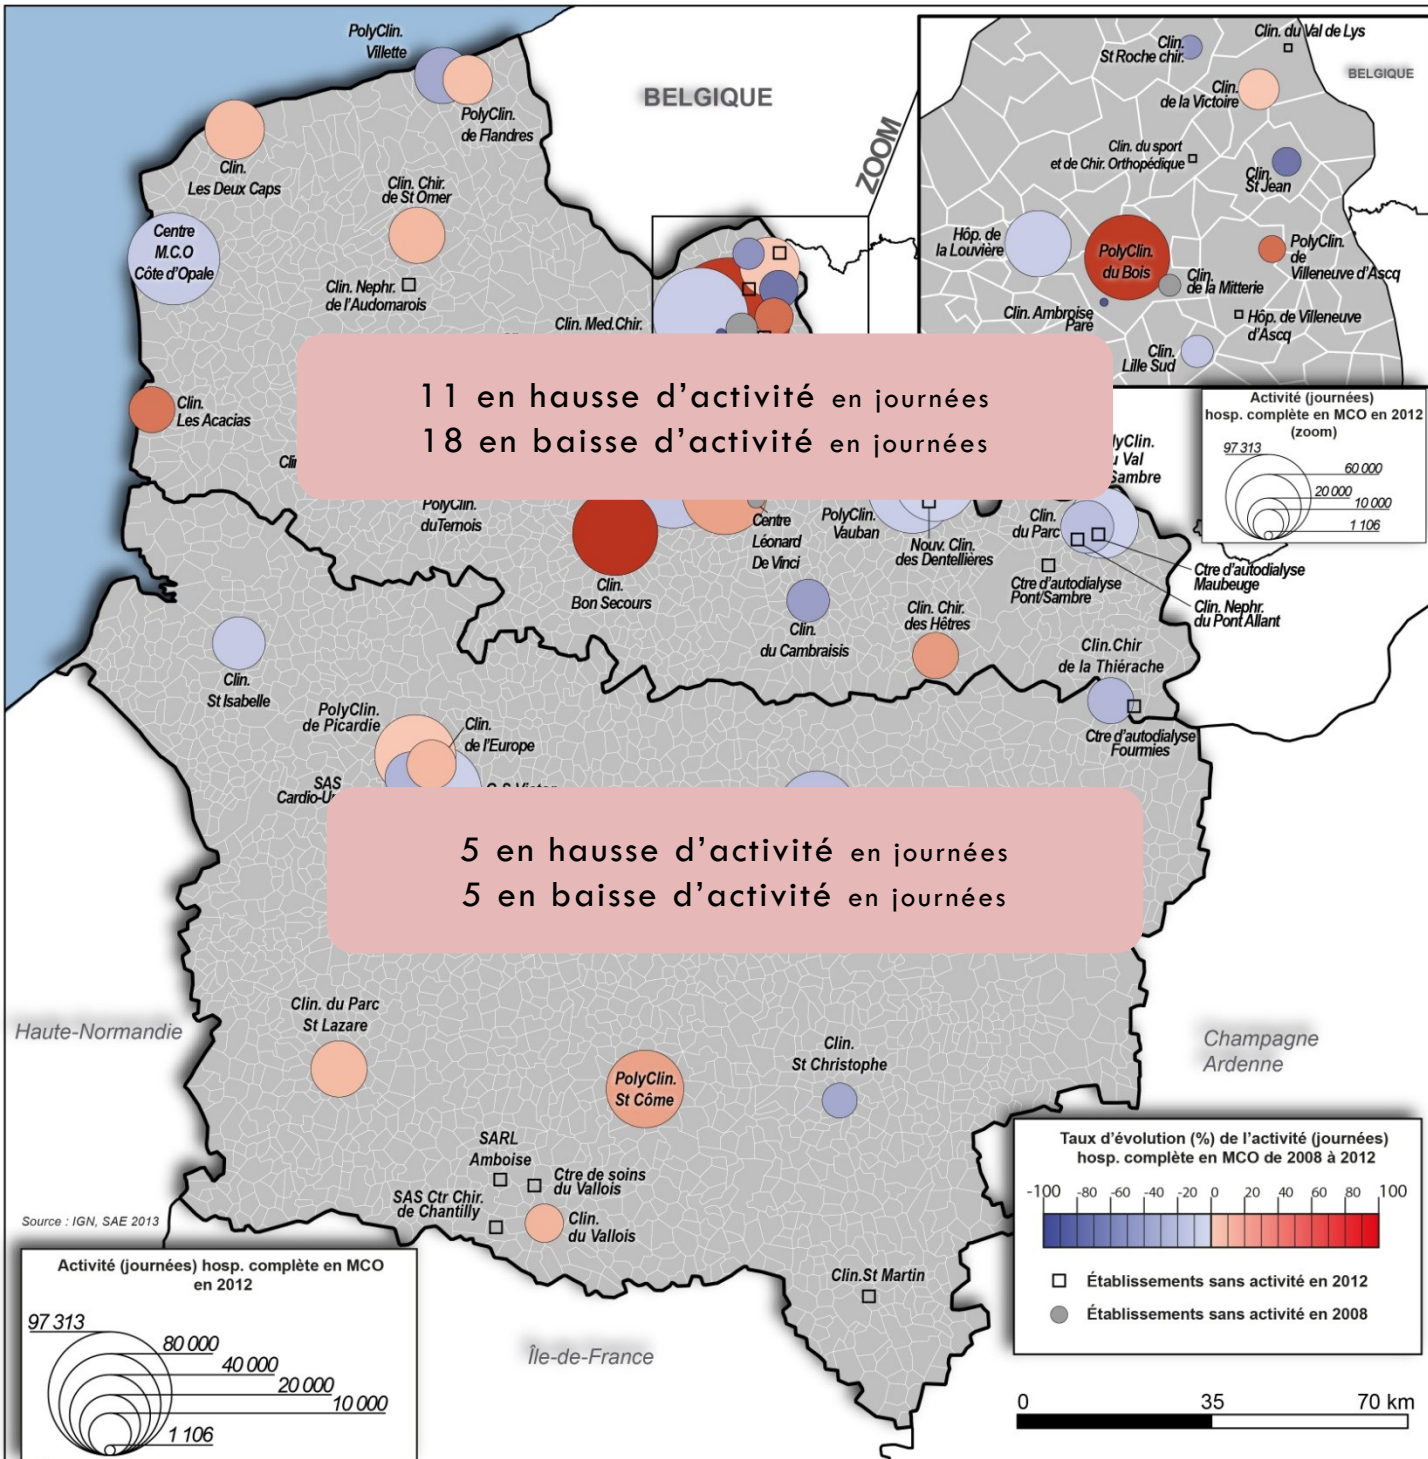 PolyClin.
Villette
PolyClin.
de Flandres
BELGIQUE
ZOOM
Clin.
Les Deux Caps
Clin. Chir.
de St Omer
Centre
M.C.O
Côte d'Opale
Clin. Nephr.
de l'Audomarois
Clin. Med.Chir.
Clin.
St Roche chir.
Clin. du Val de Lys
BELGIQUE
Clin.
de la Victoire
Clin. du sport
et de Chir. Orthopédique
Clin.
St Jean
Hôp. de
la Louvière
PolyClin.
du Bois
PolyClin.
de
Villeneuve d'Ascq
Clin.
de la Mitterie
Clin. Ambroise
Paré
Hôp. de Villeneuve
d'Ascq
Clin.
Lille Sud
Clin.
Les Acacias
11 en hausse d'activité en journées
18 en baisse d'activité en journées
Activité (journées)
hosp. complète en MCO en 2012
(zoom)
97 313
60 000
20 000
10 000
1 106
PolyClin.
duTernois
Clin.
Bon Secours
Centre
Léonard
De Vinci
PolyClin.
Vauban
Nouv. Clin.
des Dentellières
Clin.
du Parc
Ctre d'autodialyse
Pont/Sambre
Ctre d'autodialyse
Maubeuge
Clin. Nephr.
du Pont Allant
Clin.
du Cambraisis
Clin. Chir.
des Hêtres
Clin.Chir
de la Thiérache
Ctre d'autodialyse
Fourmies
Clin.
St Isabelle
PolyClin.
de Picardie
Clin.
de l'Europe
SAS
5 en hausse d'activité en journées
5 en baisse d'activité en journées
Haute-Normandie
Clin. du Parc
St Lazare
PolyClin.
St Côme
Clin.
St Christophe
Champagne
Ardenne
SARL
Amboise
Ctre de soins
du Vallois
SAS Ctr Chir.
de Chantilly
Clin.
du Vallois
Clin.St Martin
Île-de-France
Source : IGN, SAE 2013
Activité (journées) hosp. complète en MCO
en 2012
97 313
80 000
40 000
20 000
10 000
1 106
Taux d'évolution (%) de l'activité (journées)
hosp. complète en MCO de 2008 à 2012
-100 -80 -60 -40 -20 0 20 40 60 80 100
Établissements sans activité en 2012
Établissements sans activité en 2008
0 35 70 km